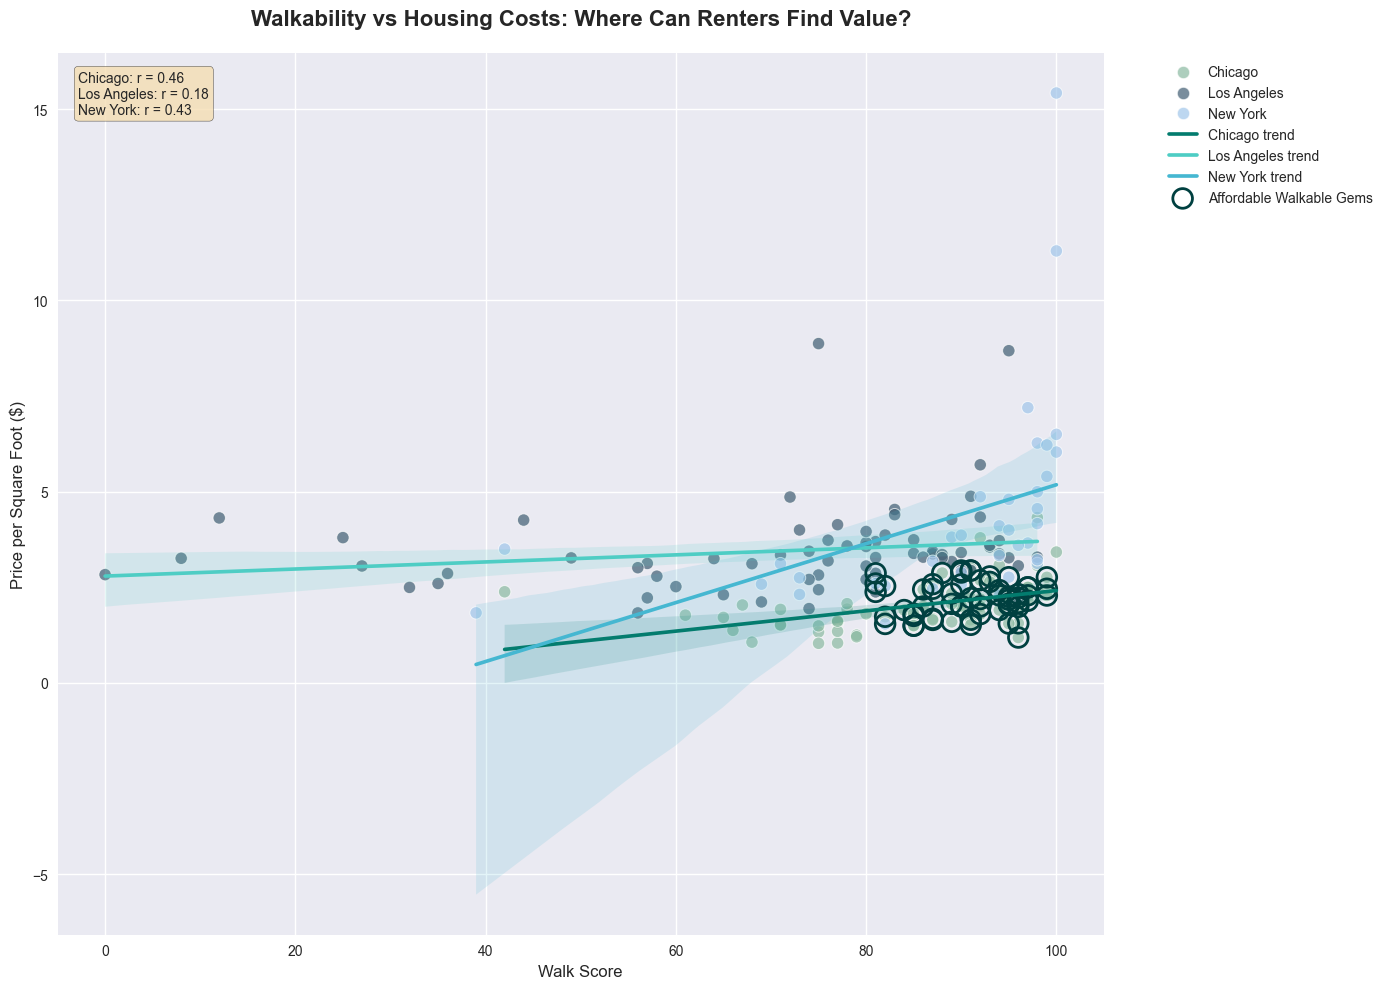 Walkability vs Housing Costs: Where Can Renters Find Value?
Chicago: r = 0.46
Los Angeles: r = 0.18
New York: r = 0.43
Chicago
Los Angeles
New York
Chicago trend
Los Angeles trend
New York trend
Affordable Walkable Gems
Price per Square Foot ($)
15
10
5
0
−5
0 20 40 60 80 100
Walk Score